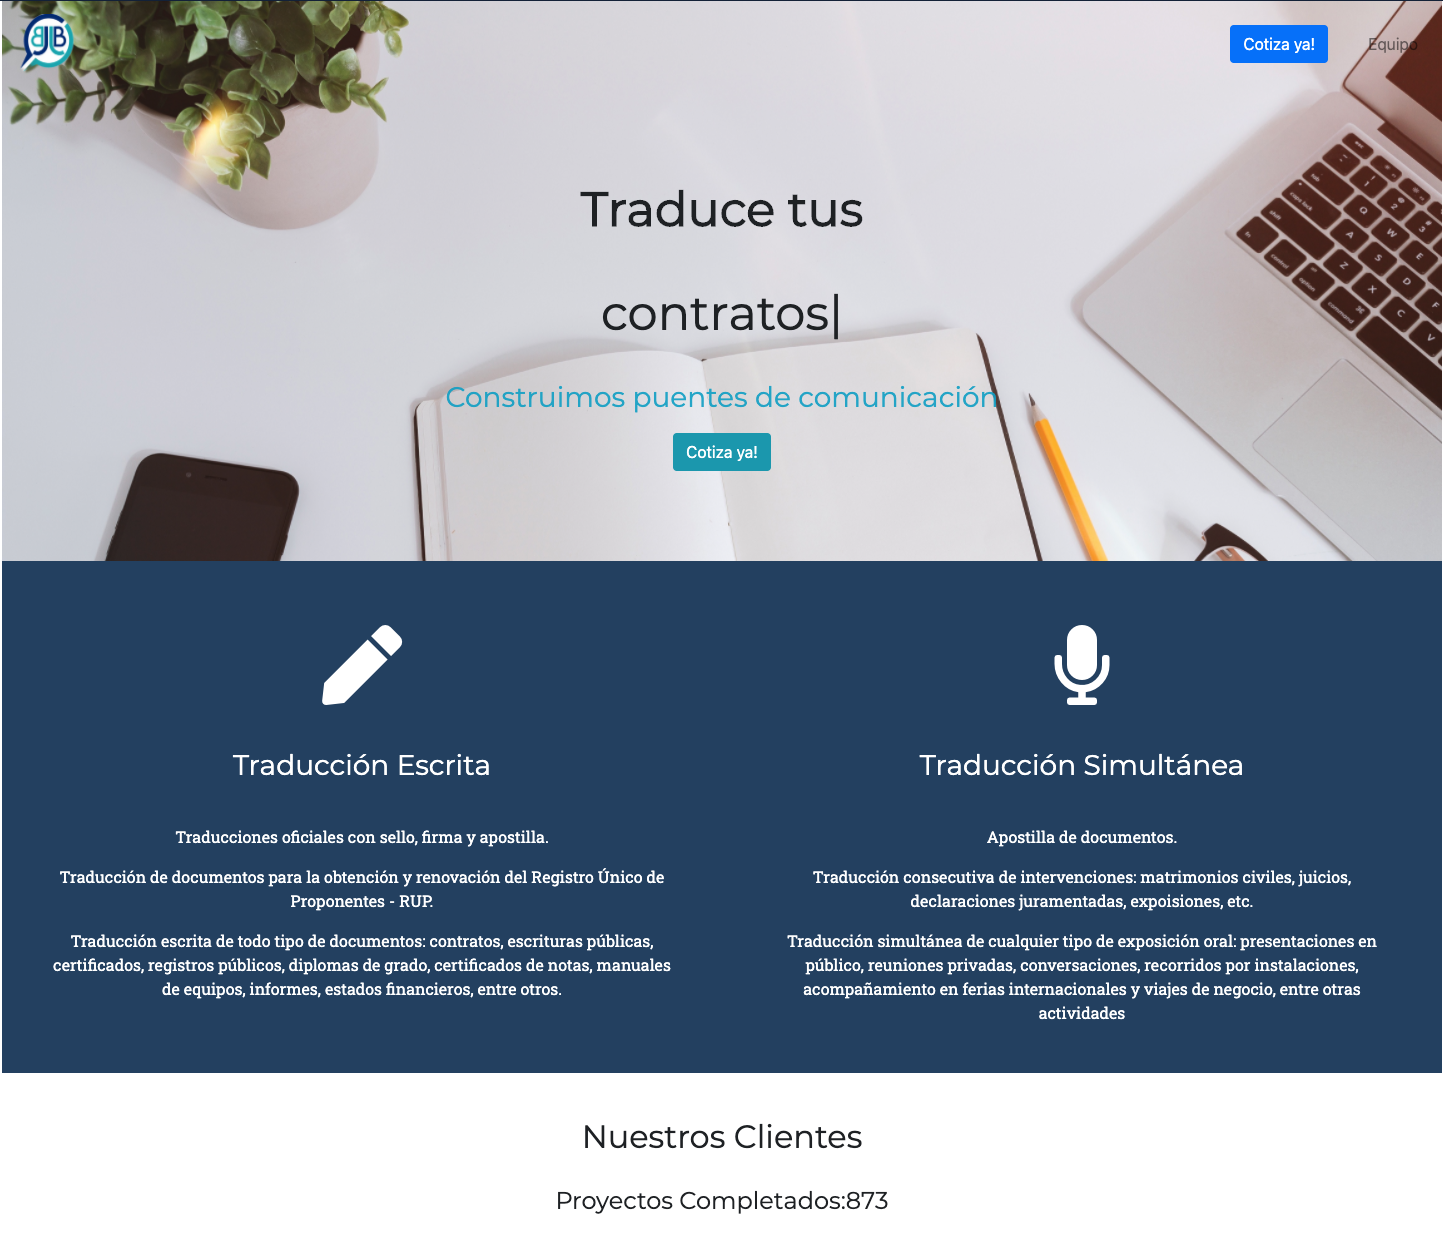 BJB
Cotiza ya!
Equipo
Traduce tus
contratos|
Construimos puentes de comunicación
Cotiza ya!
Traducción Escrita
Traducciones oficiales con sello, firma y apostilla.
Traducción de documentos para la obtención y renovación del Registro Único de
Proponentes - RUP.
Traducción escrita de todo tipo de documentos: contratos, escrituras públicas,
certificados, registros públicos, diplomas de grado, certificados de notas, manuales
de equipos, informes, estados financieros, entre otros.
Traducción Simultánea
Apostilla de documentos.
Traducción consecutiva de intervenciones: matrimonios civiles, juicios,
declaraciones juramentadas, expoisiones, etc.
Traducción simultánea de cualquier tipo de exposición oral: presentaciones en
público, reuniones privadas, conversaciones, recorridos por instalaciones,
acompañamiento en ferias internacionales y viajes de negocio, entre otras
actividades
Nuestros Clientes
Proyectos Completados:873